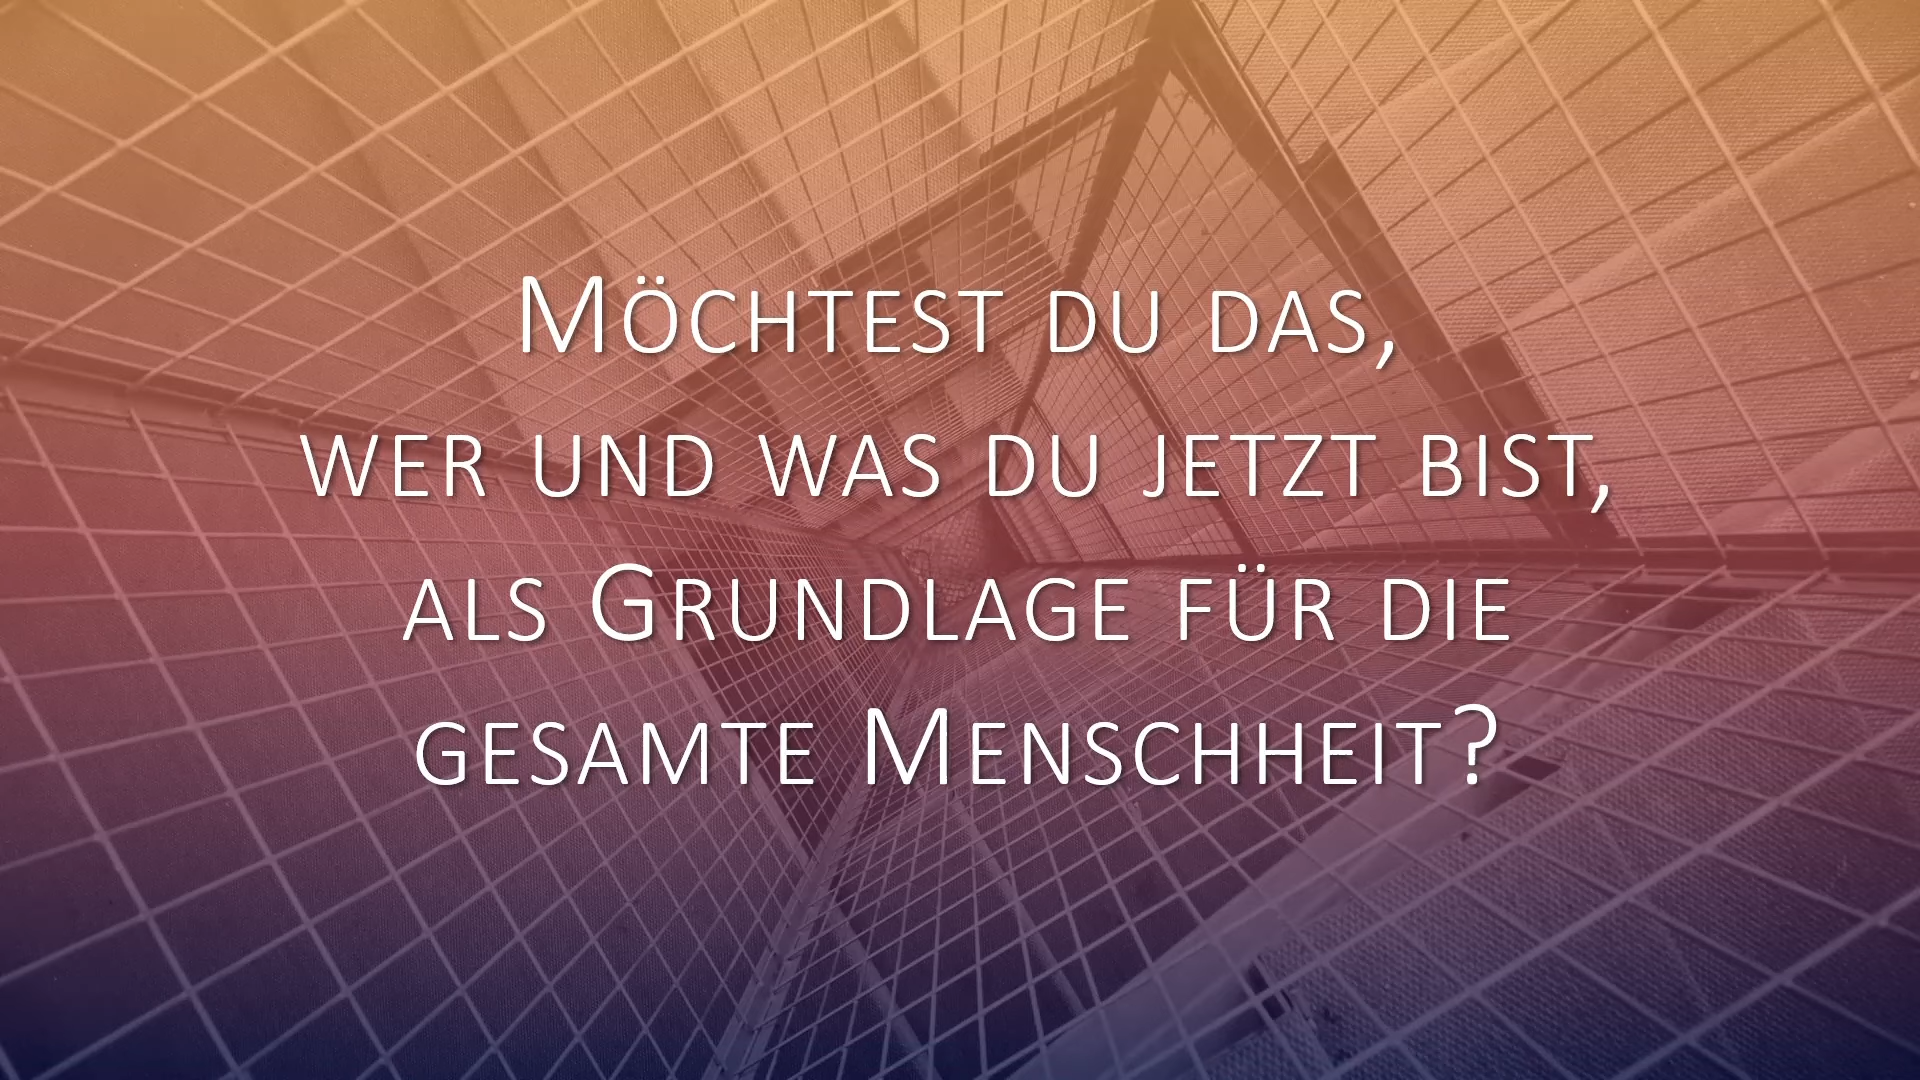 Möchtest du das,
wer und was du jetzt bist,
als Grundlage für die
gesamte Menschheit?